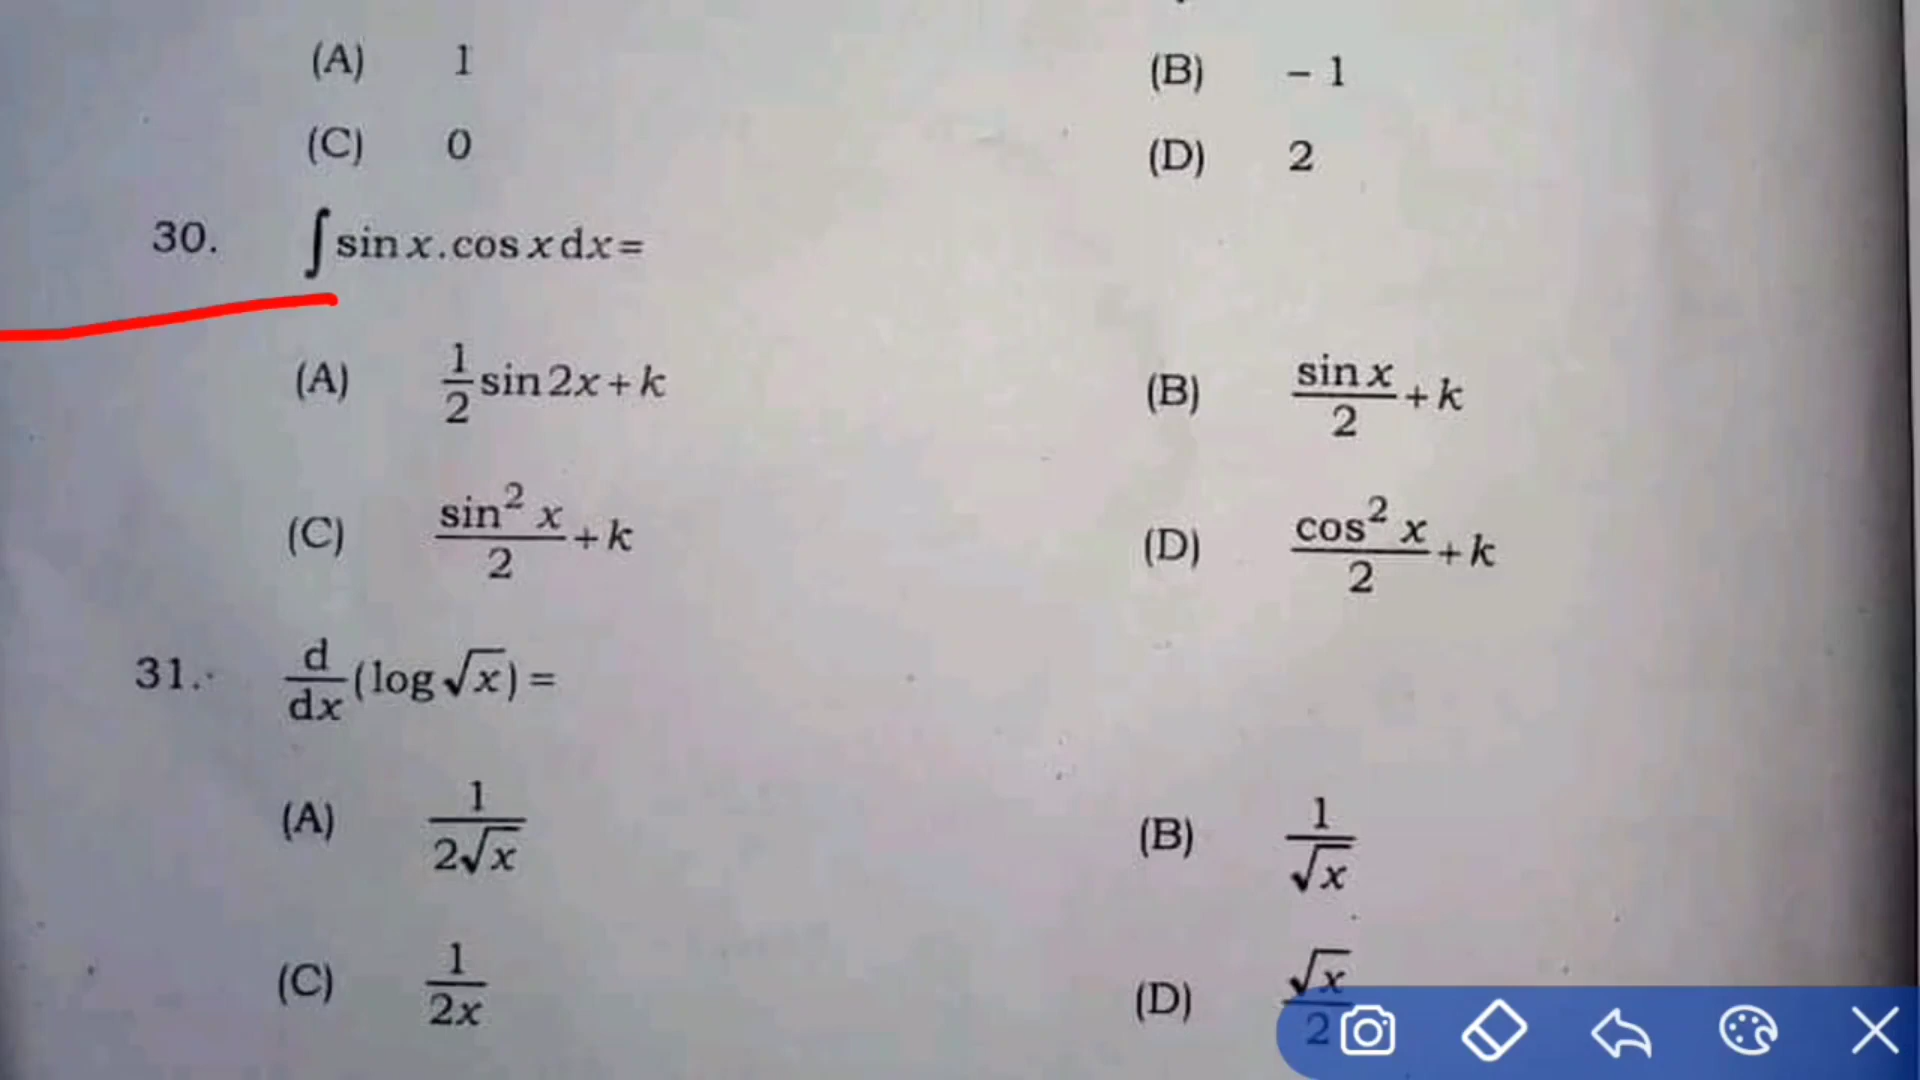 (A) 1 (B) – 1
(C) 0 (D) 2
30. ∫ sin x . cos x dx =
(A) 1/2 sin 2x + k (B) sin x/2 + k
(C) sin² x/2 + k (D) cos² x/2 + k
31. d/dx (log √x) =
(A) 1/2√x (B) 1/√x
(C) 1/2x (D) √x/2